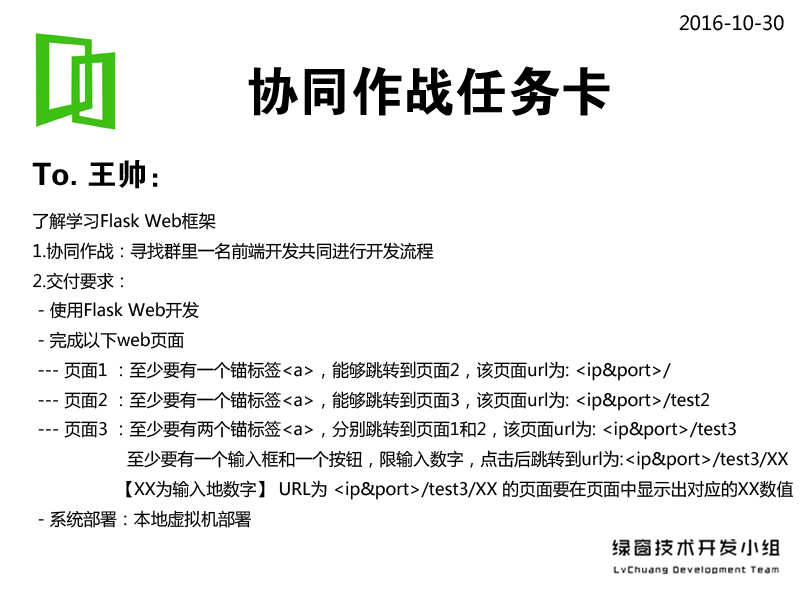 2016-10-30
协同作战任务卡
To. 王帅：
了解学习Flask Web框架
1.协同作战：寻找群里一名前端开发共同进行开发流程
2.交付要求：
- 使用Flask Web开发
- 完成以下web页面
--- 页面1 ：至少要有一个锚标签<a>，能够跳转到页面2，该页面url为: <ip&port>/
--- 页面2 ：至少要有一个锚标签<a>，能够跳转到页面3，该页面url为: <ip&port>/test2
--- 页面3 ：至少要有两个锚标签<a>，分别跳转到页面1和2，该页面url为: <ip&port>/test3
至少要有一个输入框和一个按钮，限输入数字，点击后跳转到url为:<ip&port>/test3/XX
【XX为输入地数字】 URL为 <ip&port>/test3/XX 的页面要在页面中显示出对应的XX数值
- 系统部署：本地虚拟机部署
绿窗技术开发小组
LvChuang Development Team